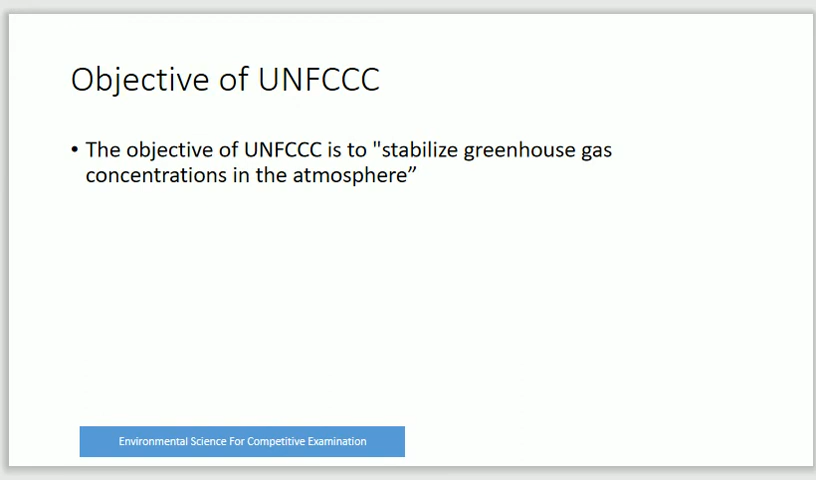 Objective of UNFCCC
• The objective of UNFCCC is to "stabilize greenhouse gas
concentrations in the atmosphere”
Environmental Science For Competitive Examination